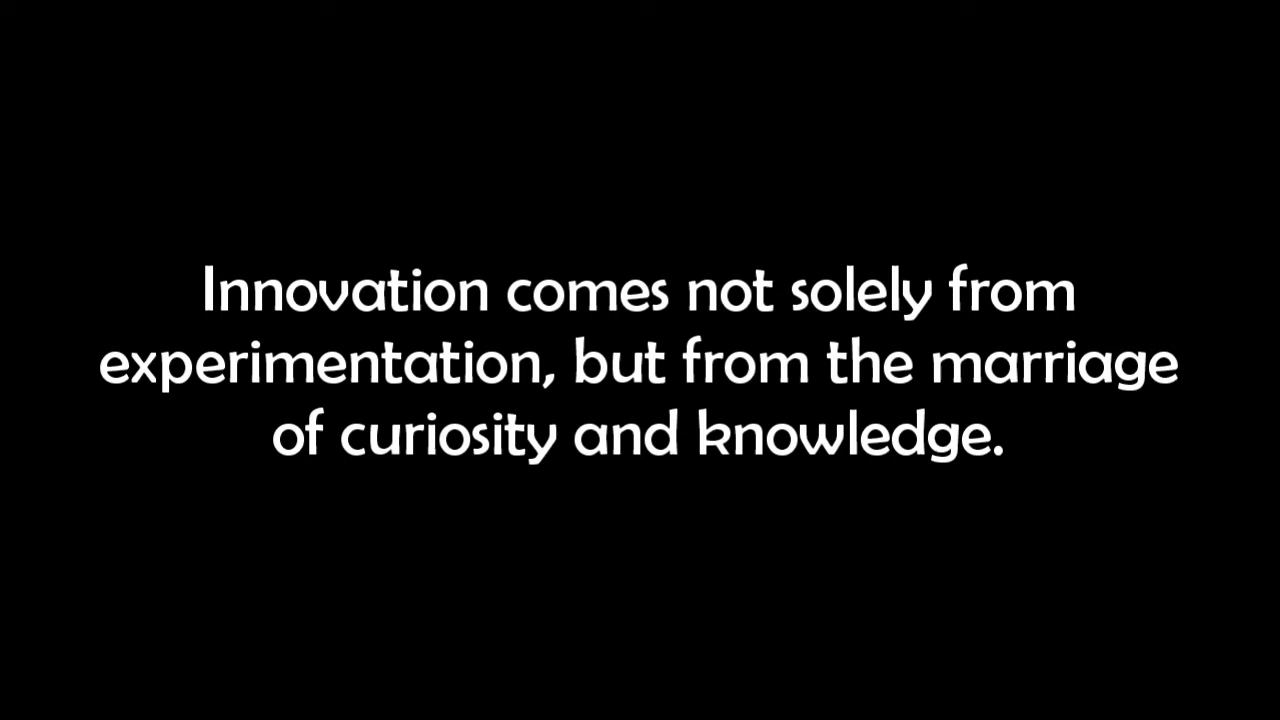 Innovation comes not solely from
experimentation, but from the marriage
of curiosity and knowledge.